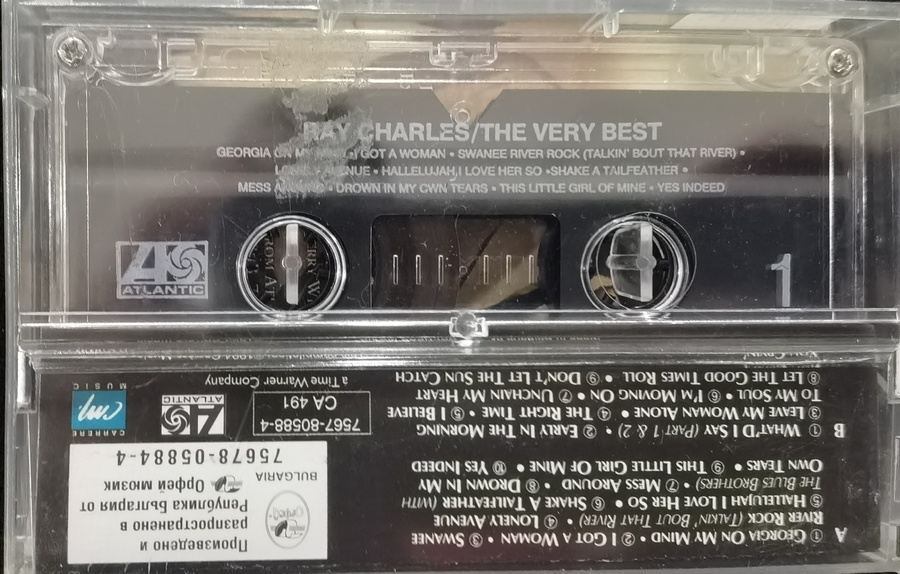 RAY CHARLES/THE VERY BEST
GEORGIA ON MY I GOT A WOMAN • SWANEE RIVER ROCK (TALKIN' BOUT THAT RIVER) •
AVENUE • HALLELUJAH, I LOVE HER SO •SHAKE A TAILFEATHER •
MESS • DROWN IN MY OWN TEARS • THIS LITTLE GIRL OF MINE • YES INDEED
ATLANTIC
1
A ① GEORGIA ON MY MIND • ② I GOT A WOMAN • ③ SWANEE
RIVER ROCK (TALKIN' BOUT THAT RIVER) • ④ LONELY AVENUE
⑤ HALLELUJAH I LOVE HER SO • ⑥ SHAKE A TAILFEATHER (WITH
THE BLUES BROTHERS) • ⑦ MESS AROUND • ⑧ DROWN IN MY
OWN TEARS • ⑨ THIS LITTLE GIRL OF MINE • ⑩ YES INDEED
B ① WHAT'D I SAY (PART 1 & 2) • ② EARLY IN THE MORNING
③ LEAVE MY WOMAN ALONE • ④ THE RIGHT TIME • ⑤ I BELIEVE
TO MY SOUL • ⑥ I'M MOVING ON • ⑦ UNCHAIN MY HEART
⑧ LET THE GOOD TIMES ROLL • ⑨ DON'T LET THE SUN CATCH
YOU CRYIN'
Произведено и
разпространено в
Република България от
Орфей мюзик
Orfei
BULGARIA
75678-05884-4
7567-80588-4
CA 491
ATLANTIC
a Time Warner Company
cm
CARRERE
MUSIC